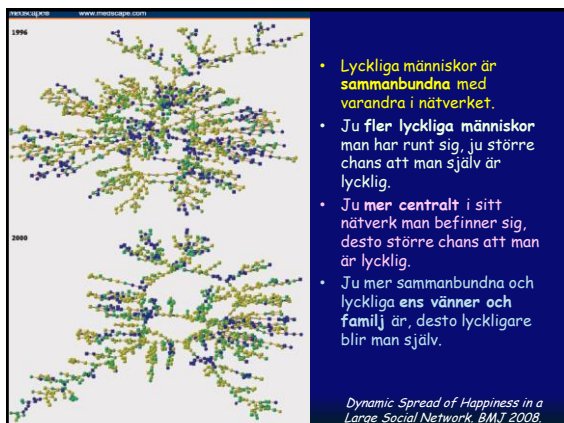 Medscape® www.medscape.com
1996
2000
• Lyckliga människor är
sammanbundna med
varandra i nätverket.
• Ju fler lyckliga människor
man har runt sig, ju större
chans att man själv är
lycklig.
• Ju mer centralt i sitt
nätverk man befinner sig,
desto större chans att man
är lycklig.
• Ju mer sammanbundna och
lyckliga ens vänner och
familj är, desto lyckligare
blir man själv.
Dynamic Spread of Happiness in a
Large Social Network, BMJ 2008.